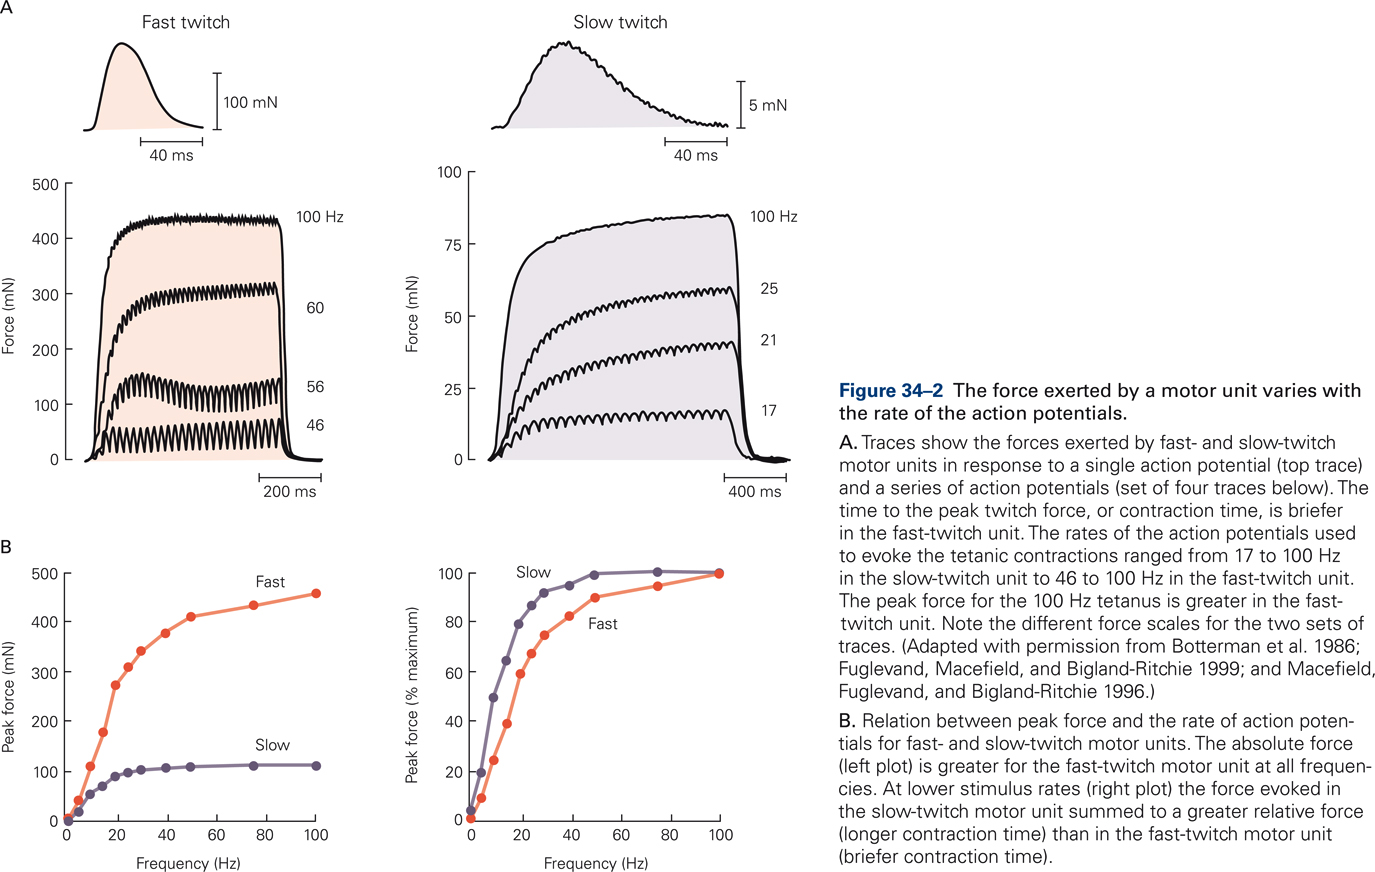 A
Fast twitch
100 mN
40 ms
Slow twitch
5 mN
40 ms
Force (mN)
500
400
300
200
100
0
100 Hz
60
56
46
200 ms
Force (mN)
100
75
50
25
0
100 Hz
25
21
17
400 ms
B
Peak force (mN)
500
400
300
200
100
0
Fast
Slow
0 20 40 60 80 100
Frequency (Hz)
Peak force (% maximum)
100
80
60
40
20
0
Slow
Fast
0 20 40 60 80 100
Frequency (Hz)
Figure 34–2 The force exerted by a motor unit varies with
the rate of the action potentials.
A. Traces show the forces exerted by fast- and slow-twitch
motor units in response to a single action potential (top trace)
and a series of action potentials (set of four traces below). The
time to the peak twitch force, or contraction time, is briefer
in the fast-twitch unit. The rates of the action potentials used
to evoke the tetanic contractions ranged from 17 to 100 Hz
in the slow-twitch unit to 46 to 100 Hz in the fast-twitch unit.
The peak force for the 100 Hz tetanus is greater in the fast-
twitch unit. Note the different force scales for the two sets of
traces. (Adapted with permission from Botterman et al. 1986;
Fuglevand, Macefield, and Bigland-Ritchie 1999; and Macefield,
Fuglevand, and Bigland-Ritchie 1996.)
B. Relation between peak force and the rate of action poten-
tials for fast- and slow-twitch motor units. The absolute force
(left plot) is greater for the fast-twitch motor unit at all frequen-
cies. At lower stimulus rates (right plot) the force evoked in
the slow-twitch motor unit summed to a greater relative force
(longer contraction time) than in the fast-twitch motor unit
(briefer contraction time).